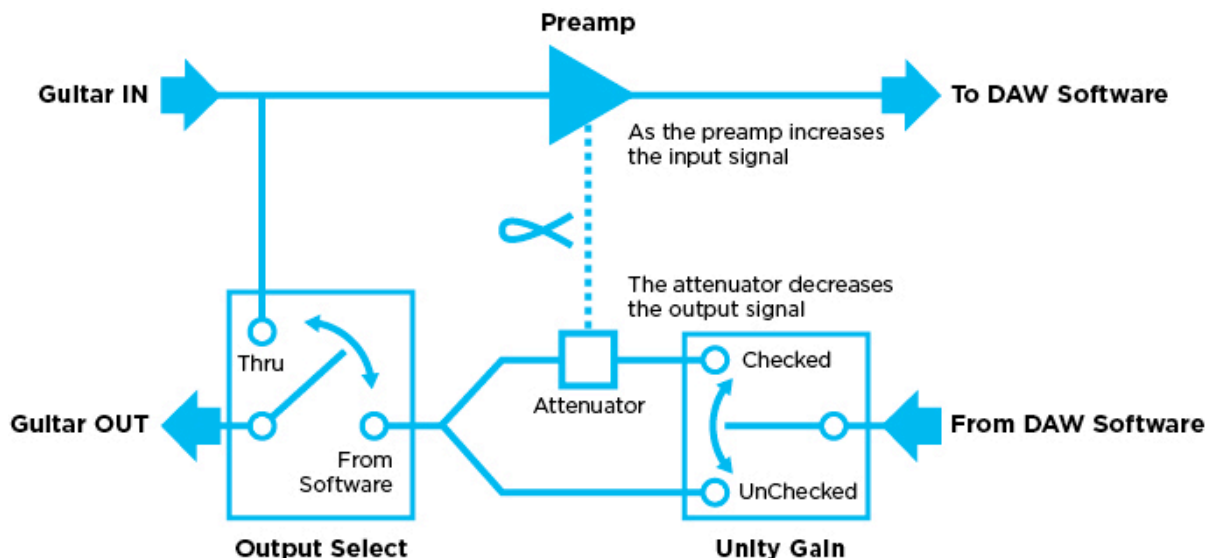 Preamp
Guitar IN
To DAW Software
As the preamp increases
the input signal
The attenuator decreases
the output signal
Thru
Checked
Attenuator
Guitar OUT
From DAW Software
From
Software
UnChecked
Output Select
Unity Gain